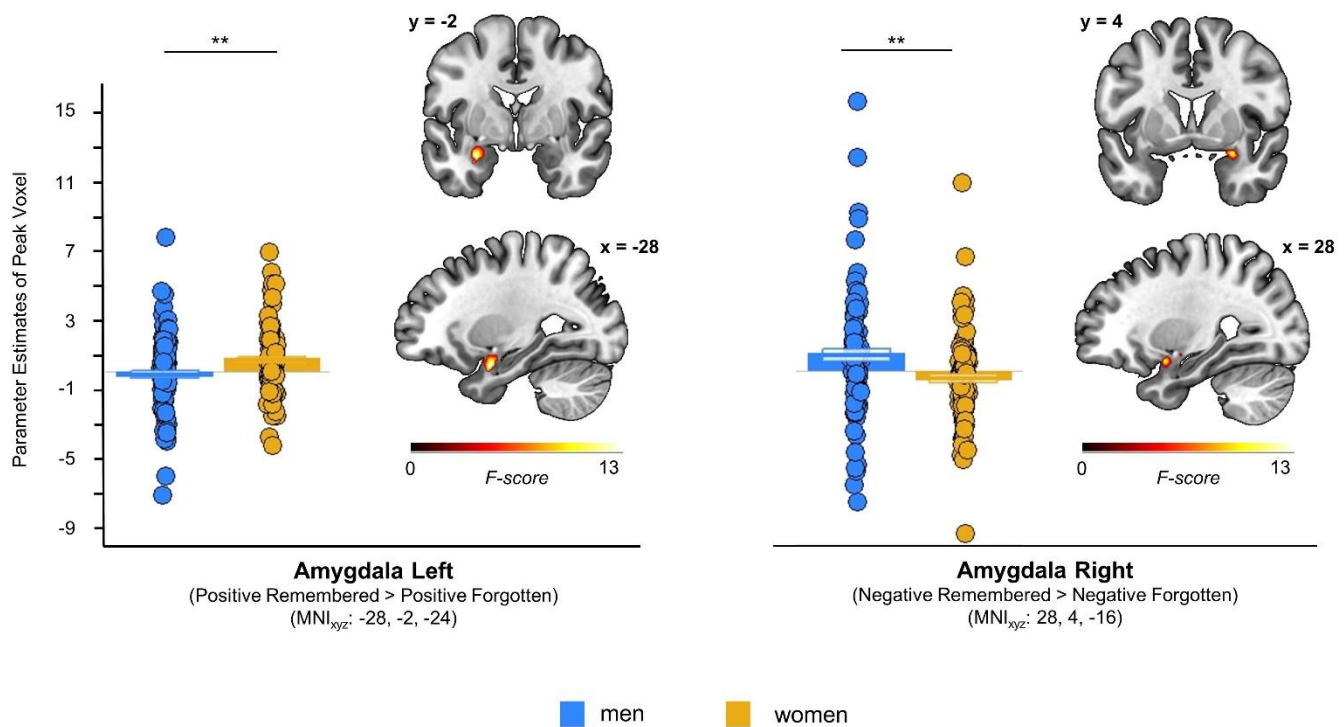 **
y = -2
**
y = 4
15
11
7
3
-1
-5
-9
Parameter Estimates of Peak Voxel
x = -28
x = 28
0
13
F-score
0
13
F-score
Amygdala Left
(Positive Remembered > Positive Forgotten)
(MNIxyz: -28, -2, -24)
Amygdala Right
(Negative Remembered > Negative Forgotten)
(MNIxyz: 28, 4, -16)
men
women